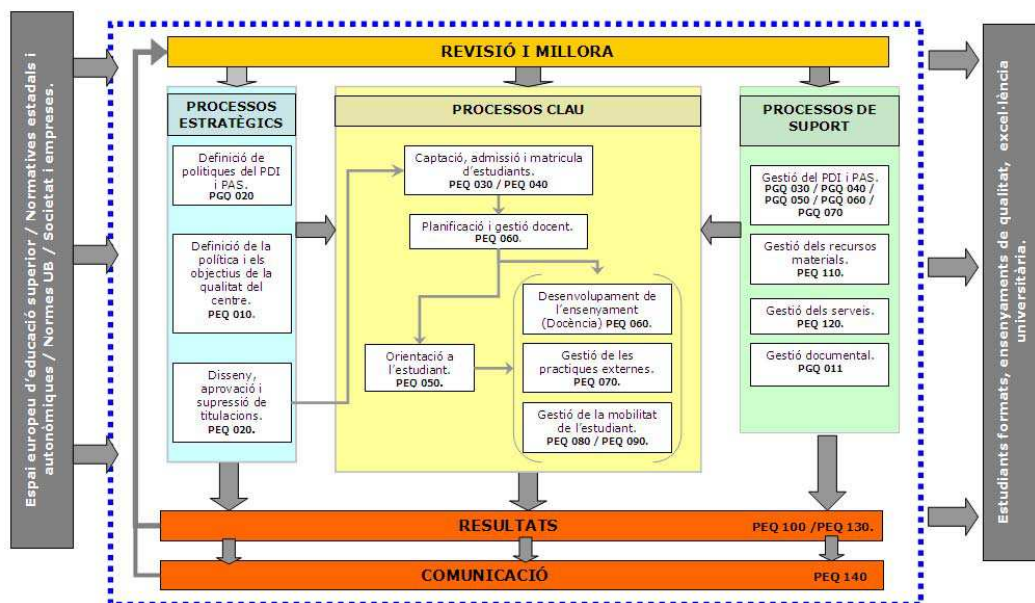 Espai europeu d'educació superior / Normatives estadals i
autonòmiques / Normes UB / Societat i empreses.
REVISIÓ I MILLORA
PROCESSOS
ESTRATÈGICS
Definició de
politiques del PDI
i PAS.
PGQ 020
Definició de la
política i els
objectius de la
qualitat del
centre.
PEQ 010.
Disseny,
aprovació i
supressió de
titulacions.
PEQ 020.
PROCESSOS CLAU
Captació, admissió i matricula
d'estudiants.
PEQ 030 / PEQ 040
Planificació i gestió docent.
PEQ 060.
Desenvolupament de
l'ensenyament
(Docència) PEQ 060.
Orientació a
l'estudiant.
PEQ 050.
Gestió de les
practiques externes.
PEQ 070.
Gestió de la mobilitat
de l'estudiant.
PEQ 080 / PEQ 090.
PROCESSOS DE
SUPORT
Gestió del PDI i PAS.
PGQ 030 / PGQ 040 /
PGQ 050 / PGQ 060 /
PGQ 070
Gestió dels recursos
materials.
PEQ 110.
Gestió dels serveis.
PEQ 120.
Gestió documental.
PGQ 011
RESULTATS
PEQ 100 /PEQ 130.
COMUNICACIÓ
PEQ 140
Estudiants formats, ensenyaments de qualitat, excel·lència
universitària.